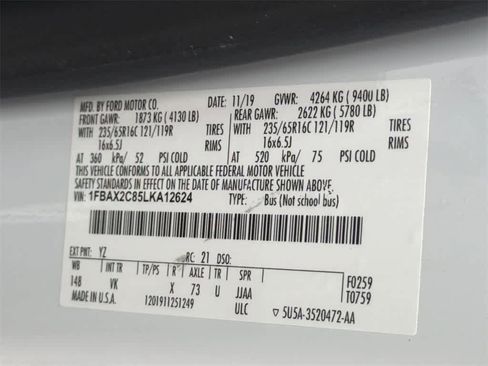 MFD. BY FORD MOTOR CO. DATE: 11/19 GVWR: 4264 KG ( 9400 LB)
FRONT GAWR: 1873 KG ( 4130 LB) REAR GAWR: 2622 KG ( 5780 LB)
WITH 235/65R16C 121/119R TIRES WITH 235/65R16C 121/119R TIRES
16x6.5J RIMS 16x6.5J RIMS
AT 360 kPa/ 52 PSI COLD AT 520 kPa/ 75 PSI COLD
THIS VEHICLE CONFORMS TO ALL APPLICABLE FEDERAL MOTOR VEHICLE
SAFETY STANDARDS IN EFFECT ON THE DATE OF MANUFACTURE SHOWN ABOVE.
VIN: 1FBAX2C85LKA12624 TYPE: Bus (Not school bus)
EXT PNT: YZ RC: 21 DSO:
WB INT TR TP/PS R AXLE TR SPR F0259
148 VK X 73 U JJAA T0759
MADE IN U.S.A. 1201911251249 ULC 5U5A-3520472-AA